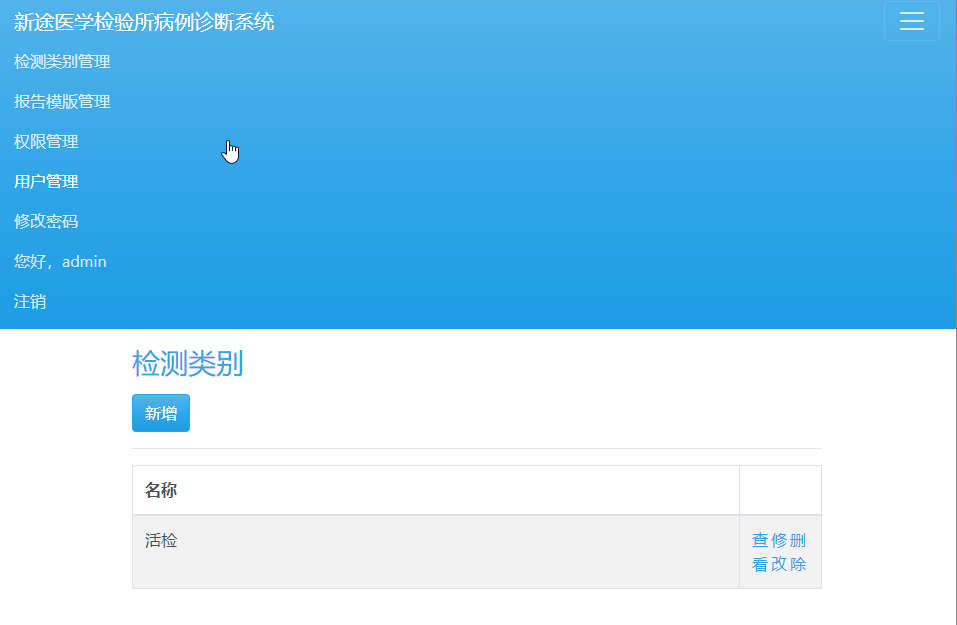 新途医学检验所病例诊断系统
检测类别管理
报告模版管理
权限管理
用户管理
修改密码
您好，admin
注销
检测类别
新增
名称
活检
查看 修改 删除